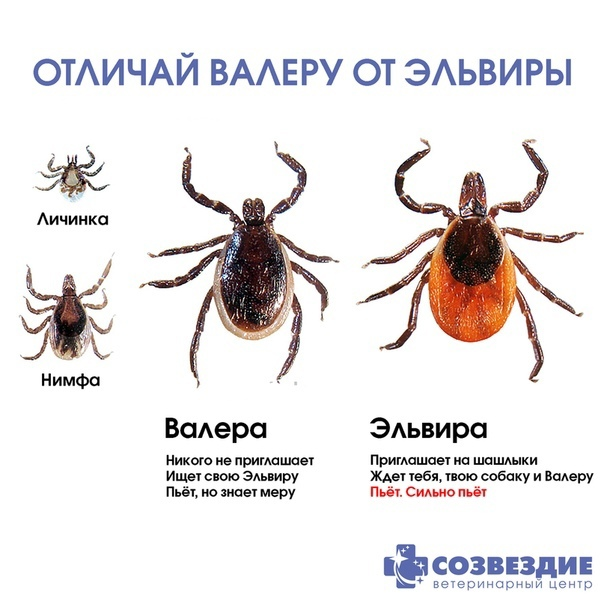 ОТЛИЧАЙ ВАЛЕРУ ОТ ЭЛЬВИРЫ
Личинка
Нимфа
Валера
Никого не приглашает
Ищет свою Эльвиру
Пьёт, но знает меру
Эльвира
Приглашает на шашлыки
Ждет тебя, твою собаку и Валеру
Пьёт. Сильно пьёт
СОЗВЕЗДИЕ
ветеринарный центр